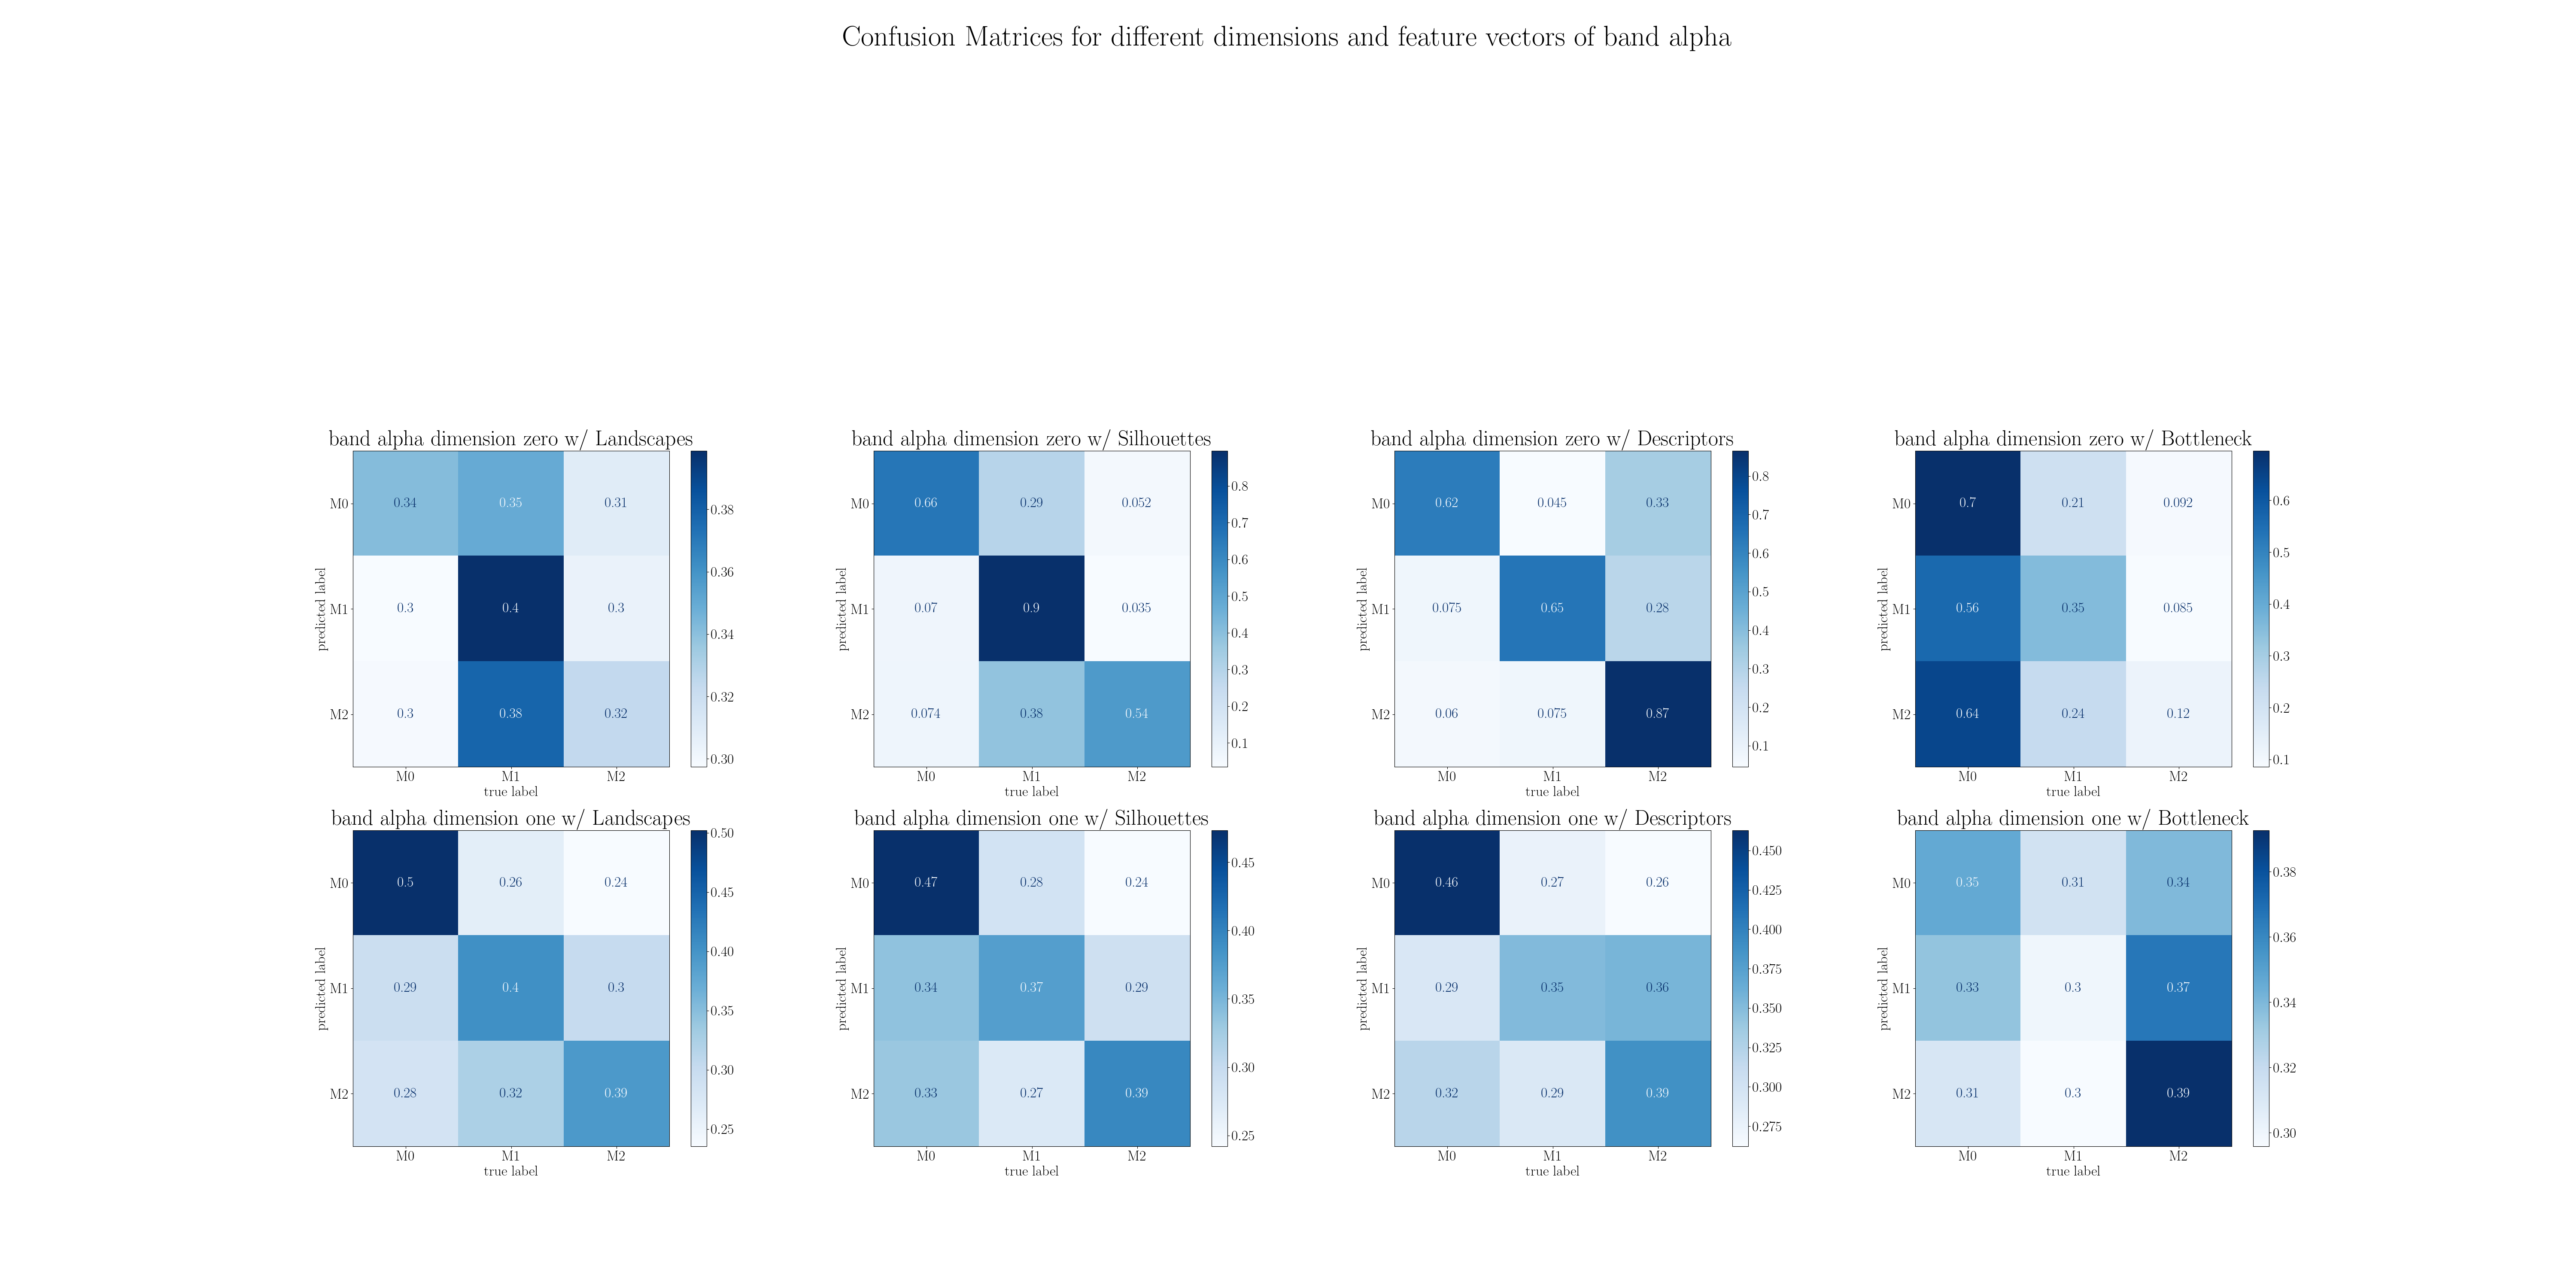 Confusion Matrices for different dimensions and feature vectors of band alpha
band alpha dimension zero w/ Landscapes
predicted label
M0 0.34 0.35 0.31
M1 0.3 0.4 0.3
M2 0.3 0.38 0.32
M0 M1 M2
true label
0.38
0.36
0.34
0.32
0.30
band alpha dimension zero w/ Silhouettes
predicted label
M0 0.66 0.29 0.052
M1 0.07 0.9 0.035
M2 0.074 0.38 0.54
M0 M1 M2
true label
0.8
0.7
0.6
0.5
0.4
0.3
0.2
0.1
band alpha dimension zero w/ Descriptors
predicted label
M0 0.62 0.045 0.33
M1 0.075 0.65 0.28
M2 0.06 0.075 0.87
M0 M1 M2
true label
0.8
0.7
0.6
0.5
0.4
0.3
0.2
0.1
band alpha dimension zero w/ Bottleneck
predicted label
M0 0.7 0.21 0.092
M1 0.56 0.35 0.085
M2 0.64 0.24 0.12
M0 M1 M2
true label
0.6
0.5
0.4
0.3
0.2
0.1
band alpha dimension one w/ Landscapes
predicted label
M0 0.5 0.26 0.24
M1 0.29 0.4 0.3
M2 0.28 0.32 0.39
M0 M1 M2
true label
0.50
0.45
0.40
0.35
0.30
0.25
band alpha dimension one w/ Silhouettes
predicted label
M0 0.47 0.28 0.24
M1 0.34 0.37 0.29
M2 0.33 0.27 0.39
M0 M1 M2
true label
0.45
0.40
0.35
0.30
0.25
band alpha dimension one w/ Descriptors
predicted label
M0 0.46 0.27 0.26
M1 0.29 0.35 0.36
M2 0.32 0.29 0.39
M0 M1 M2
true label
0.450
0.425
0.400
0.375
0.350
0.325
0.300
0.275
band alpha dimension one w/ Bottleneck
predicted label
M0 0.35 0.31 0.34
M1 0.33 0.3 0.37
M2 0.31 0.3 0.39
M0 M1 M2
true label
0.38
0.36
0.34
0.32
0.30